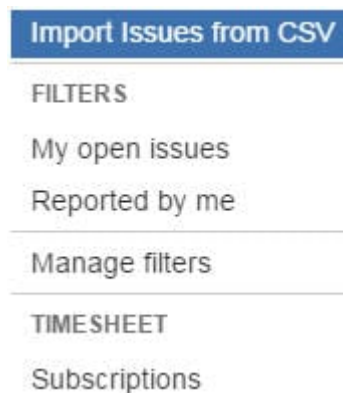 Import Issues from CSV
FILTERS
My open issues
Reported by me
Manage filters
TIMESHEET
Subscriptions